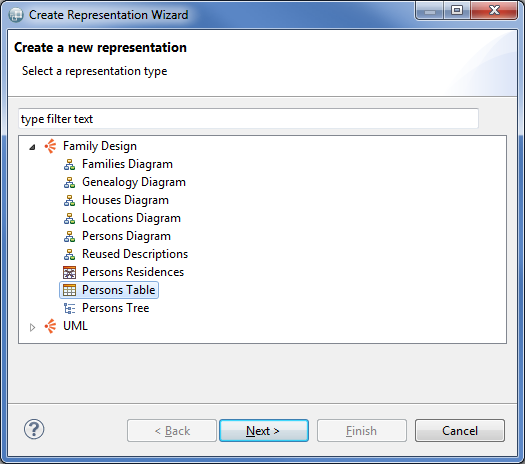 Create Representation Wizard
Create a new representation
Select a representation type
type filter text
Family Design
Families Diagram
Genealogy Diagram
Houses Diagram
Locations Diagram
Persons Diagram
Reused Descriptions
Persons Residences
Persons Table
Persons Tree
UML
? < Back Next > Finish Cancel